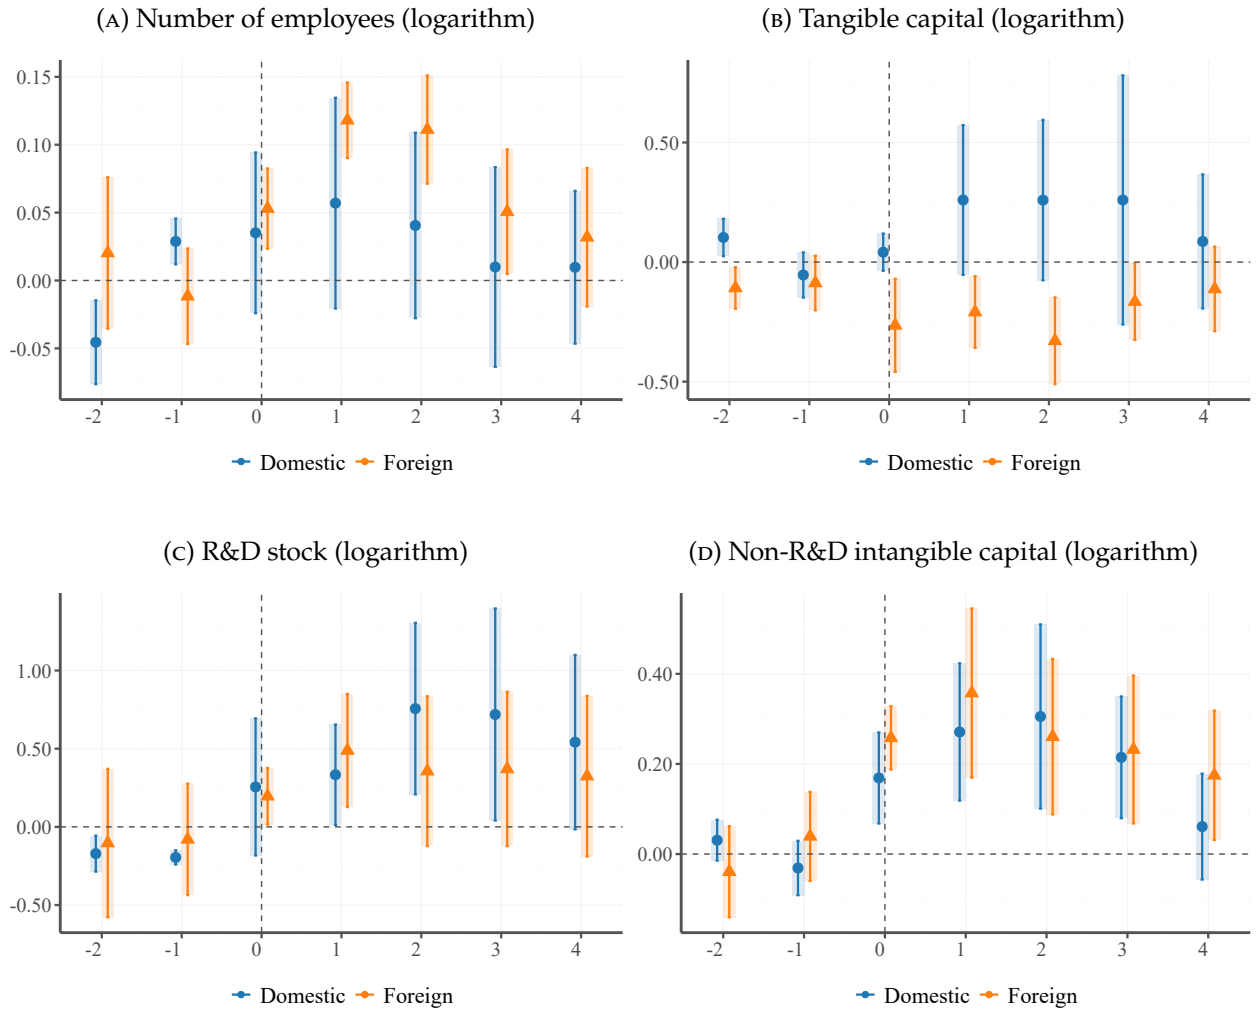 (A) Number of employees (logarithm)
0.15
0.10
0.05
0.00
-0.05
-2 -1 0 1 2 3 4
Domestic Foreign
(B) Tangible capital (logarithm)
0.50
0.00
-0.50
-2 -1 0 1 2 3 4
Domestic Foreign
(C) R&D stock (logarithm)
1.00
0.50
0.00
-0.50
-2 -1 0 1 2 3 4
Domestic Foreign
(D) Non-R&D intangible capital (logarithm)
0.40
0.20
0.00
-2 -1 0 1 2 3 4
Domestic Foreign